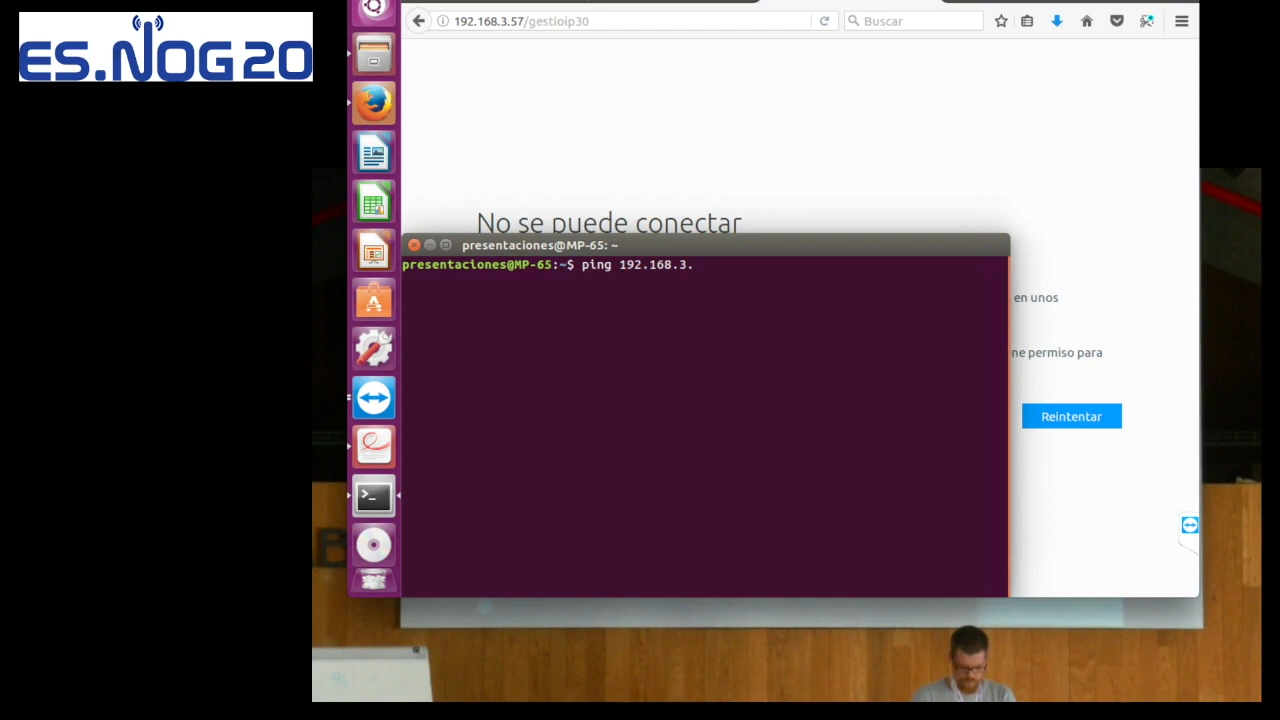 ES.NOG20
192.168.3.57/gestioip30
Buscar
No se puede conectar
presentaciones@MP-65: ~
presentaciones@MP-65:~$ ping 192.168.3.
en unos
ne permiso para
Reintentar
B